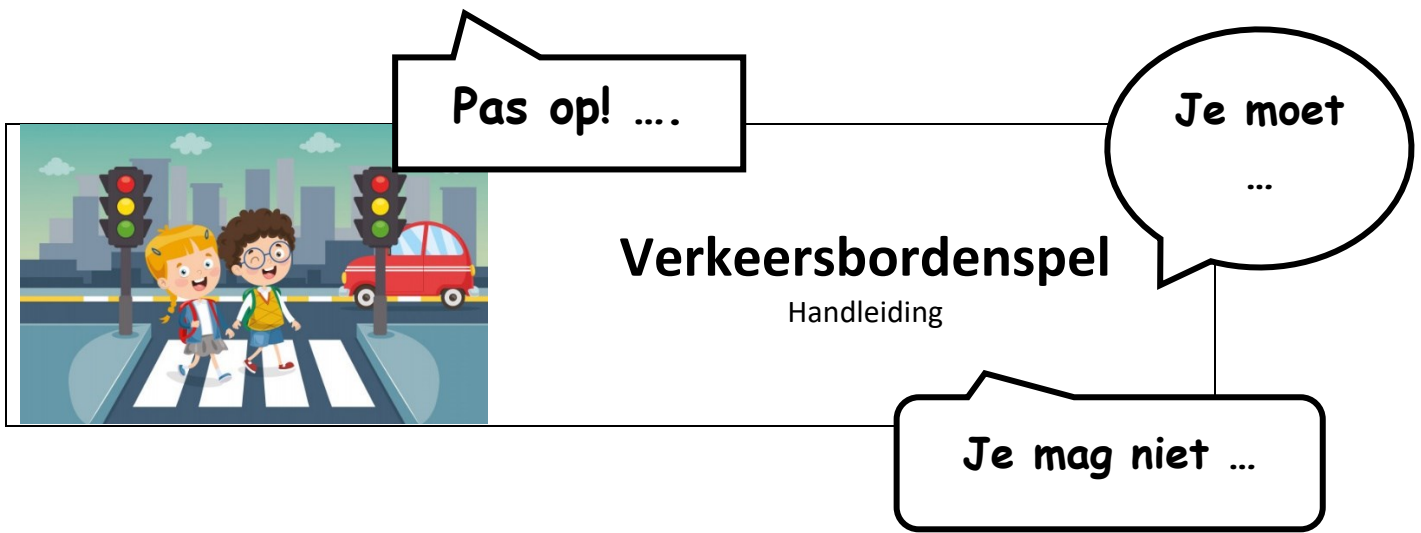 Pas op! ….
Je moet
…
Verkeersbordenspel
Handleiding
Je mag niet …